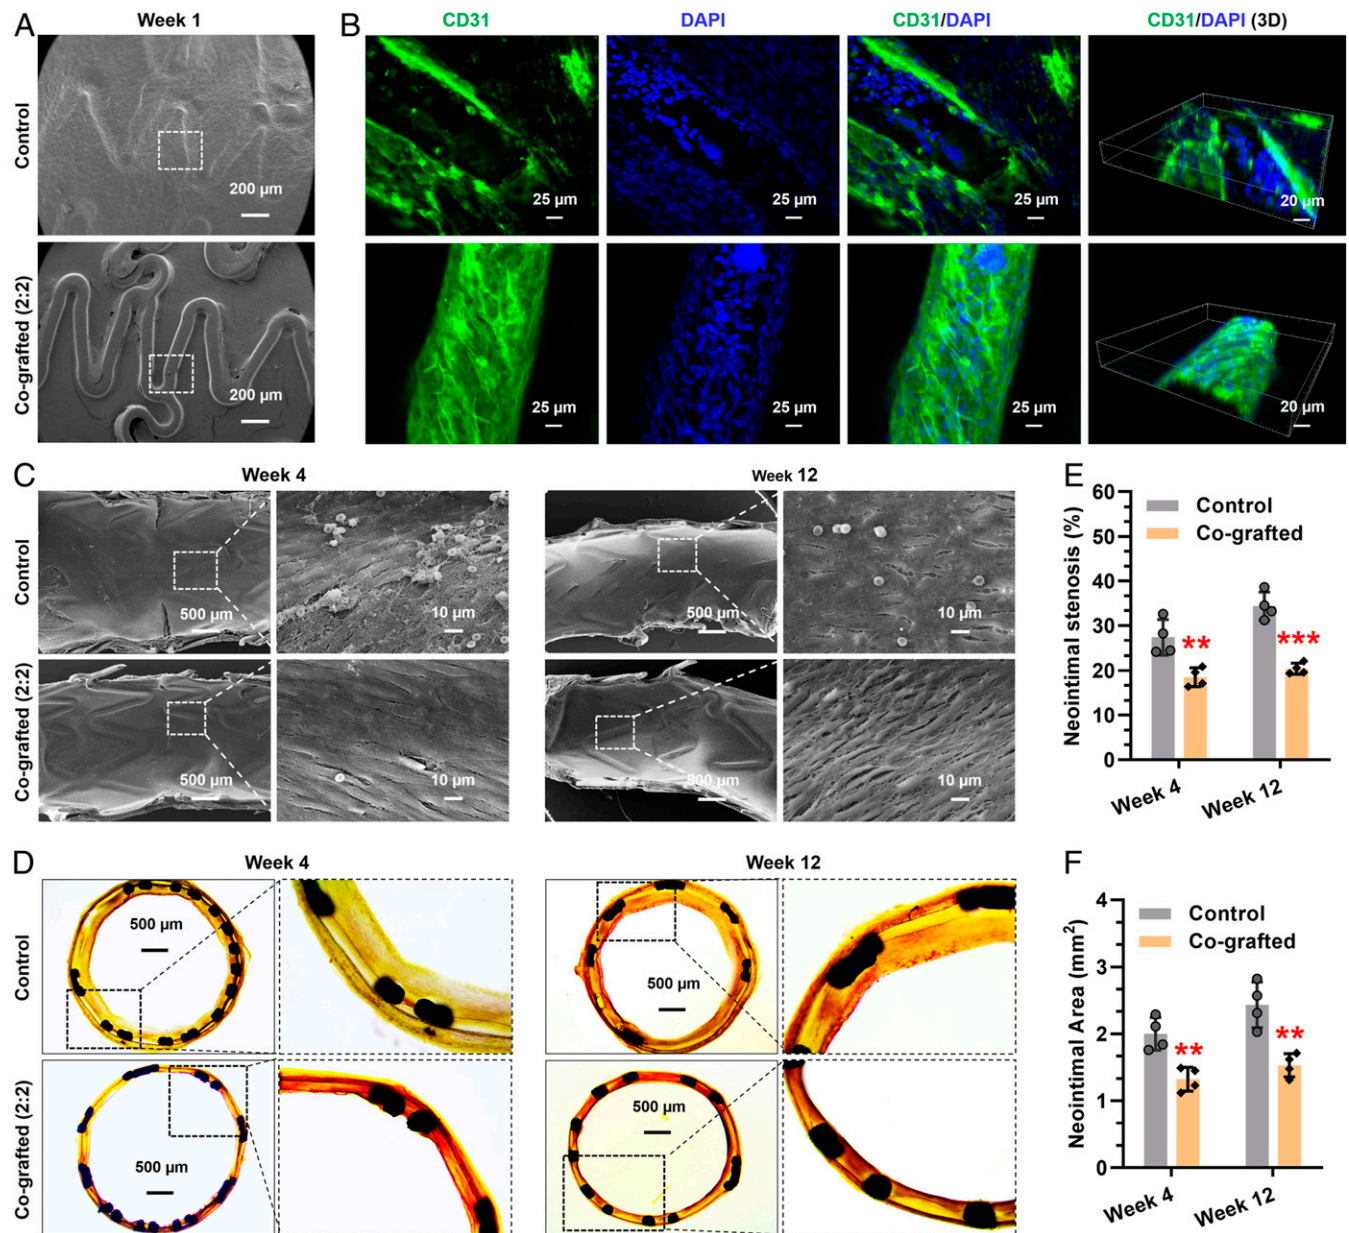 A
Week 1
Control
200 µm
Co-grafted (2:2)
200 µm
B
CD31
DAPI
CD31/DAPI
CD31/DAPI (3D)
25 µm
25 µm
25 µm
20 µm
25 µm
25 µm
25 µm
20 µm
C
Week 4
Week 12
Control
500 µm
10 µm
500 µm
10 µm
Co-grafted (2:2)
500 µm
10 µm
500 µm
10 µm
E
Neointimal stenosis (%)
60
50
40
30
20
10
0
Control
Co-grafted
**
***
Week 4
Week 12
D
Week 4
Week 12
Control
500 µm
500 µm
Co-grafted (2:2)
500 µm
500 µm
F
Neointimal Area (mm²)
4
3
2
1
0
Control
Co-grafted
**
**
Week 4
Week 12